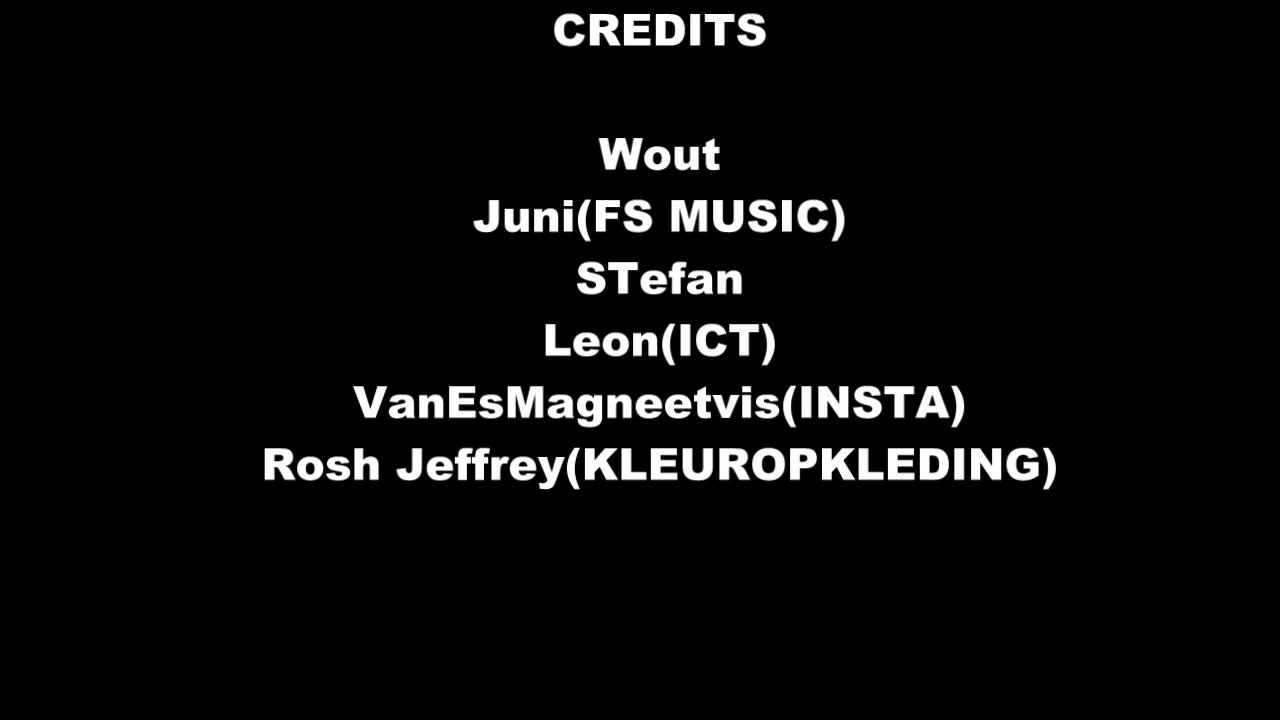 CREDITS
Wout
Juni(FS MUSIC)
STefan
Leon(ICT)
VanEsMagneetvis(INSTA)
Rosh Jeffrey(KLEUROPKLEDING)